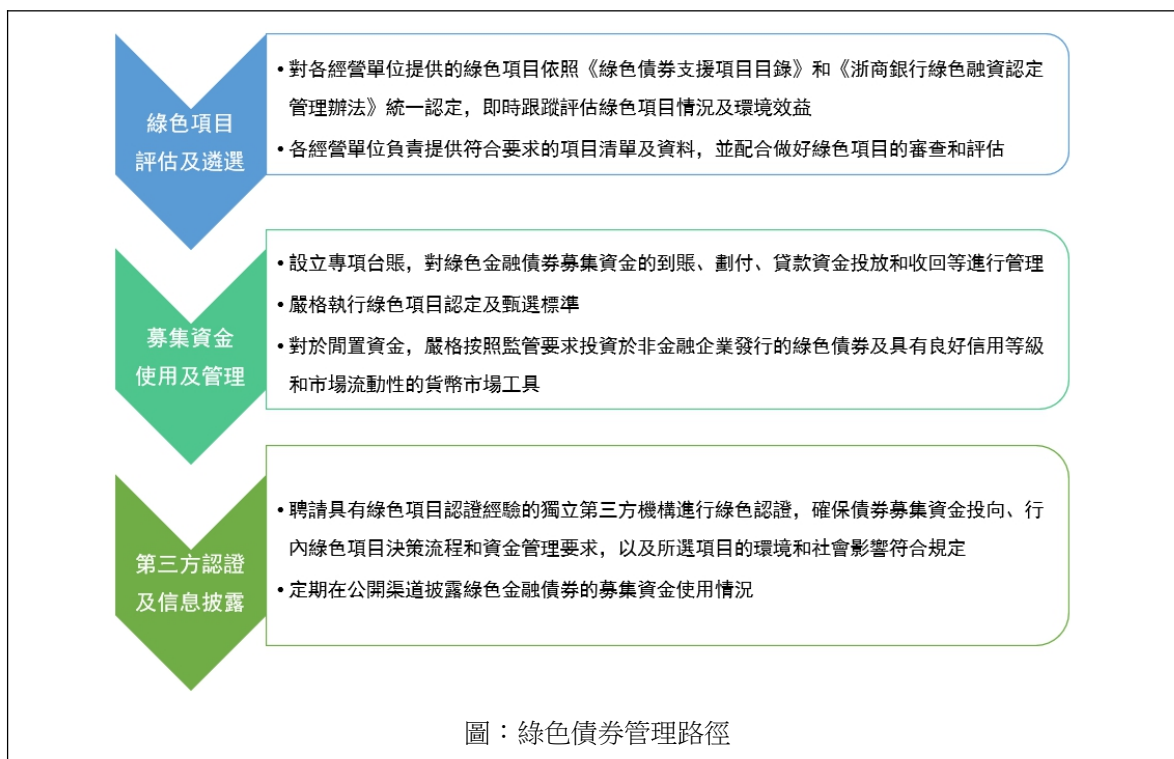 綠色項目
評估及遴選
•對各經營單位提供的綠色項目依照《綠色債券支援項目目錄》和《浙商銀行綠色融資認定
管理辦法》統一認定，即時跟蹤評估綠色項目情況及環境效益
•各經營單位負責提供符合要求的項目清單及資料，並配合做好綠色項目的審查和評估
募集資金
使用及管理
•設立專項台賬，對綠色金融債券募集資金的到賬、劃付、貸款資金投放和收回等進行管理
•嚴格執行綠色項目認定及甄選標準
•對於閒置資金，嚴格按照監管要求投資於非金融企業發行的綠色債券及具有良好信用等級
和市場流動性的貨幣市場工具
第三方認證
及信息披露
•聘請具有綠色項目認證經驗的獨立第三方機構進行綠色認證，確保債券募集資金投向、行
內綠色項目決策流程和資金管理要求，以及所選項目的環境和社會影響符合規定
•定期在公開渠道披露綠色金融債券的募集資金使用情況
圖：綠色債券管理路徑